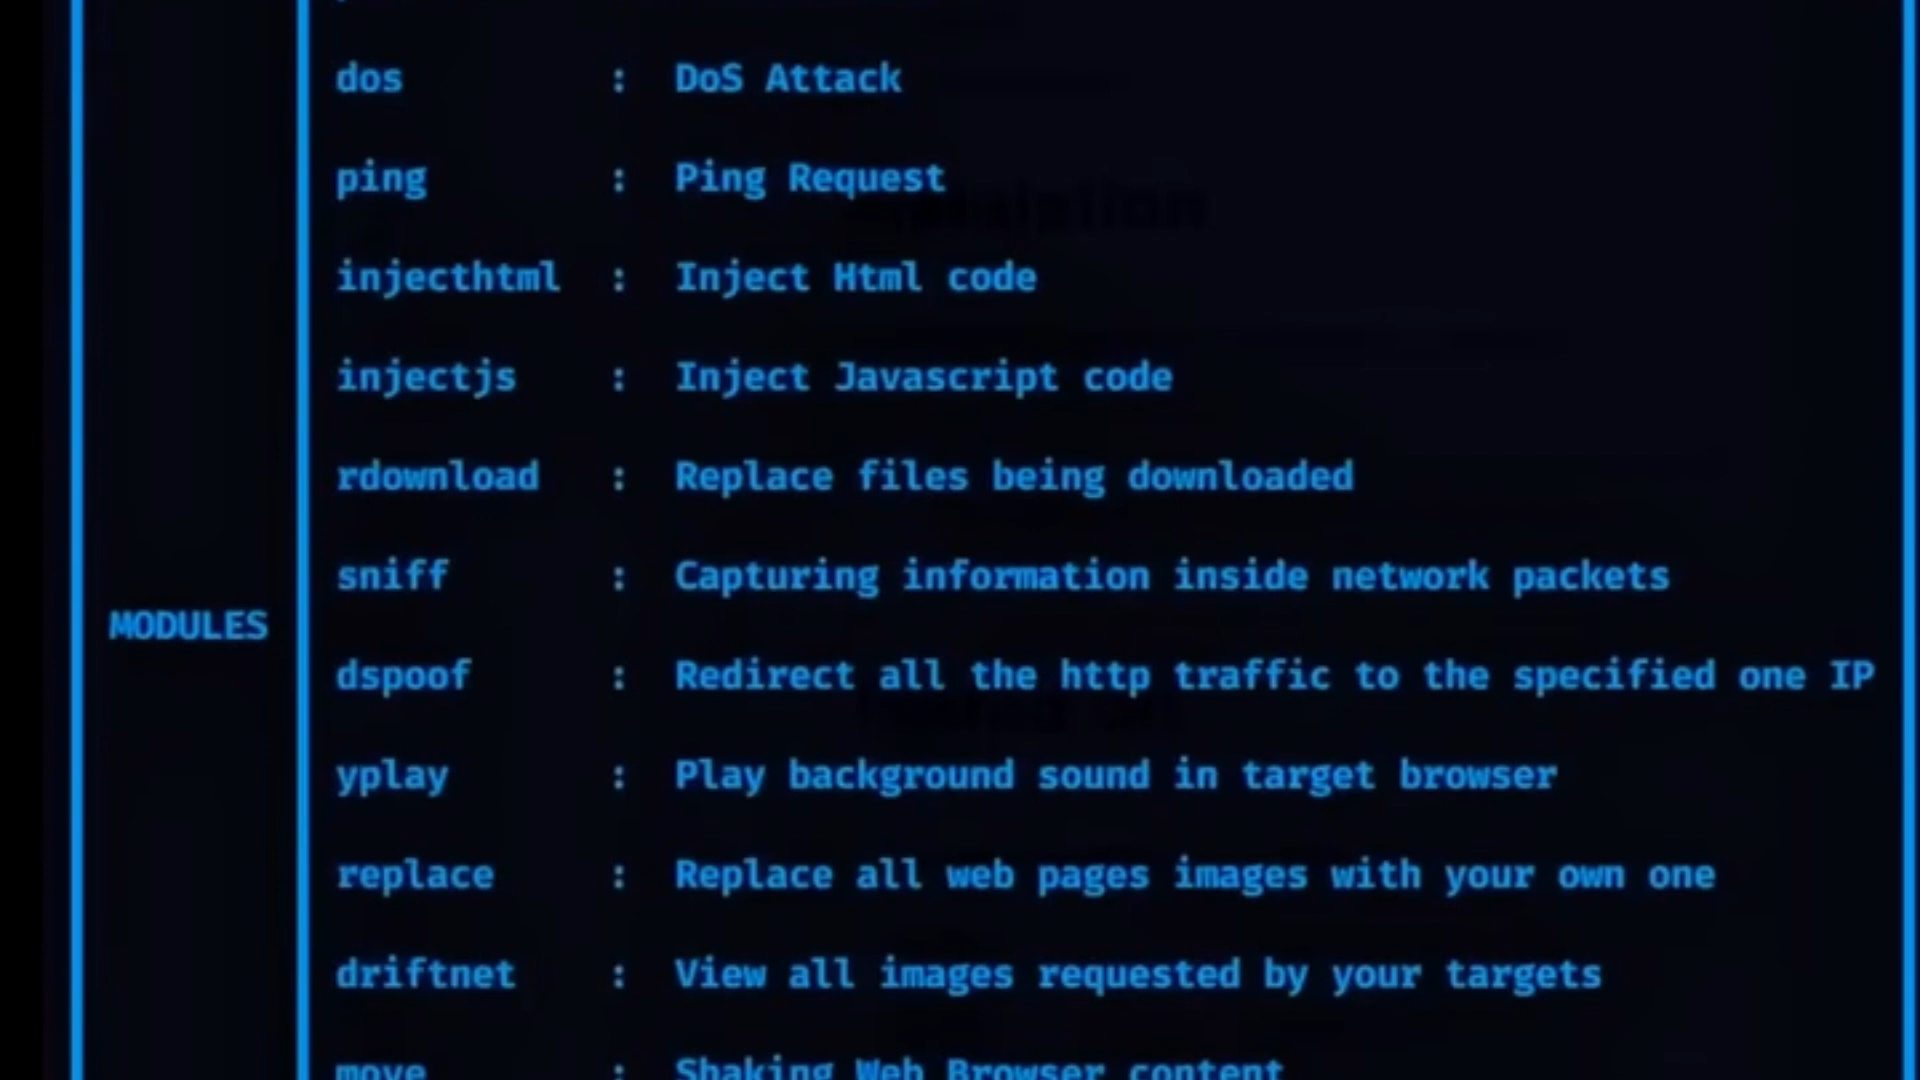 dos : DoS Attack
ping : Ping Request
injecthtml : Inject Html code
injectjs : Inject Javascript code
rdownload : Replace files being downloaded
sniff : Capturing information inside network packets
MODULES
dspoof : Redirect all the http traffic to the specified one IP
yplay : Play background sound in target browser
replace : Replace all web pages images with your own one
driftnet : View all images requested by your targets
move : Shaking Web Browser content